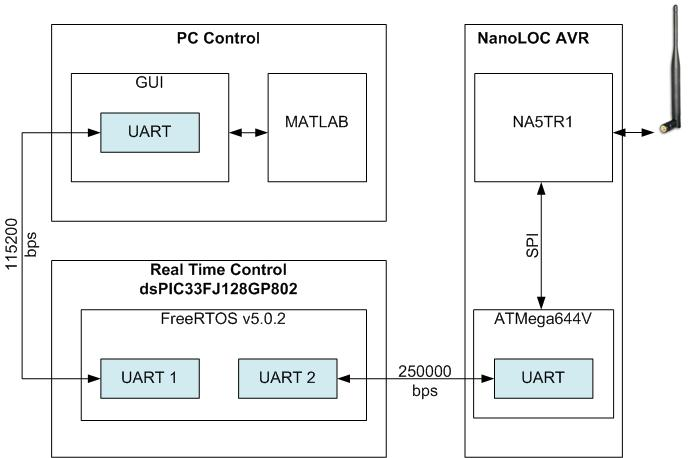 PC Control
GUI
UART
MATLAB
NanoLOC AVR
NA5TR1
SPI
115200
bps
Real Time Control
dsPIC33FJ128GP802
FreeRTOS v5.0.2
UART 1
UART 2
250000
bps
ATMega644V
UART